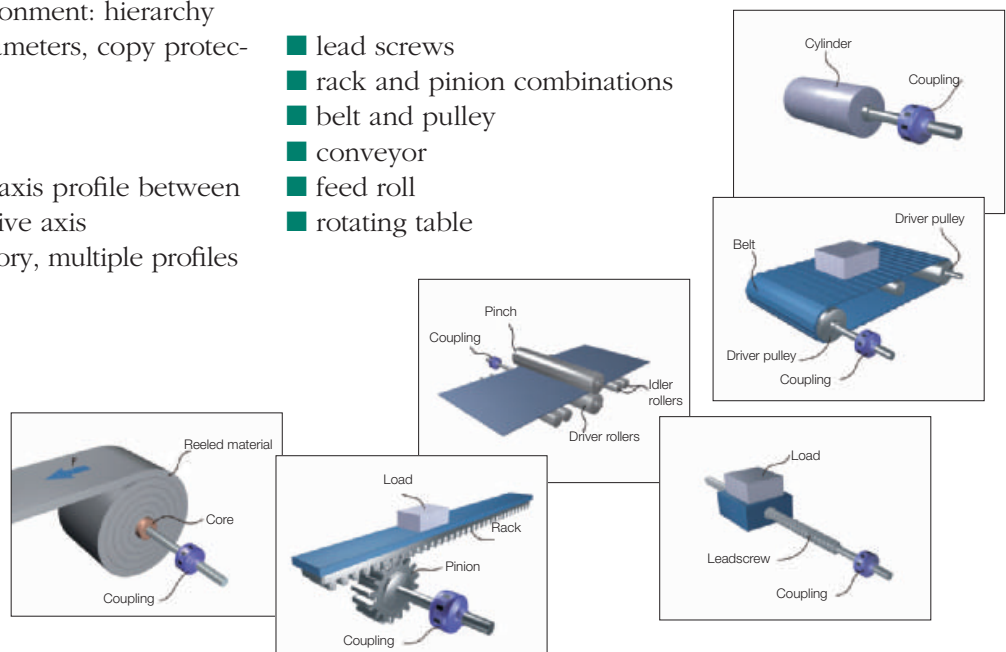 onment: hierarchy
ameters, copy protec-
axis profile between
ive axis
ory, multiple profiles
lead screws
rack and pinion combinations
belt and pulley
conveyor
feed roll
rotating table
Cylinder
Coupling
Driver pulley
Belt
Driver pulley
Coupling
Pinch
Coupling
Idler
rollers
Driver rollers
Reeled material
Core
Coupling
Load
Rack
Pinion
Coupling
Load
Leadscrew
Coupling